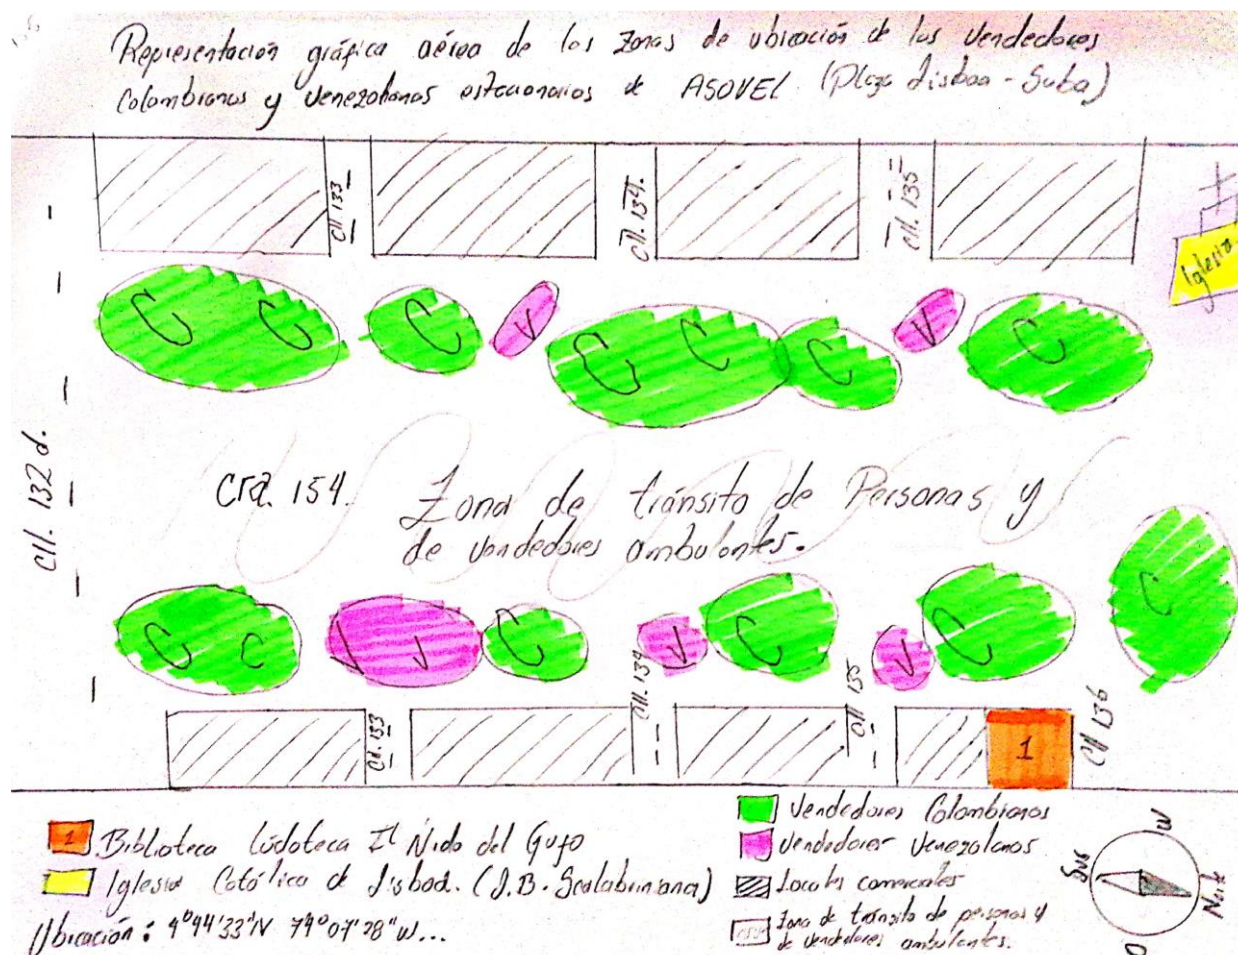 Representación gráfica aérea de las Zonas de ubicación de los Vendedores
Colombianos y Venezolanos estacionarios de ASOVEL (Plaza Lisboa - Suba)
Cll. 133
Cll. 134.
Cll. 135
Iglesia
C C
C
V
C C
C
V
C
Cll. 132 d.
Cra. 154.
Zona de tránsito de Personas y
de vendedores ambulantes.
C
C C
V V
C
V
C
V
C
Cll. 133
Cll. 134
Cll 135
1
Cll 136
1 Biblioteca Lúdoteca Il Nido del Gufo
Iglesia Católica de Lisboa. (J.B. Scalabriniana)
Ubicación: 4°44'33"N 74°07'28"W...
Vendedores Colombianos
Vendedores Venezolanos
Locales comerciales
Zona de tránsito de personas y
de vendedores ambulantes.
W
Sur
Norte
O